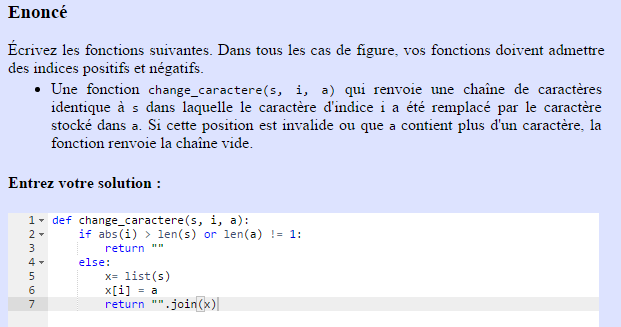 Enoncé
Écrivez les fonctions suivantes. Dans tous les cas de figure, vos fonctions doivent admettre
des indices positifs et négatifs.
• Une fonction change_caractere(s, i, a) qui renvoie une chaîne de caractères
identique à s dans laquelle le caractère d'indice i a été remplacé par le caractère
stocké dans a. Si cette position est invalide ou que a contient plus d'un caractère, la
fonction renvoie la chaîne vide.
Entrez votre solution :
1 def change_caractere(s, i, a):
2     if abs(i) > len(s) or len(a) != 1:
3         return ""
4     else:
5         x= list(s)
6         x[i] = a
7         return "".join(x)